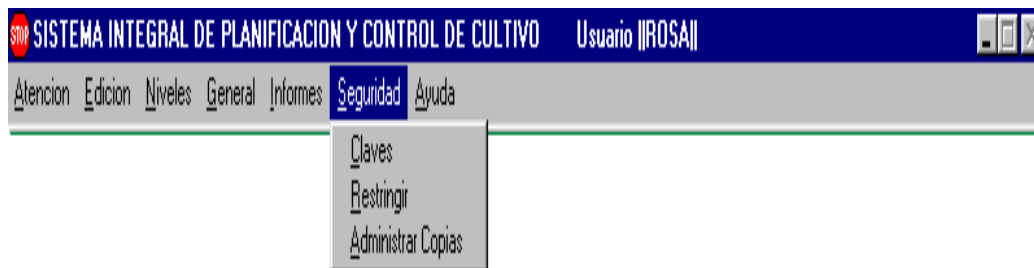 STOP SISTEMA INTEGRAL DE PLANIFICACION Y CONTROL DE CULTIVO Usuario ||ROSA||
Atencion Edicion Niveles General Informes Seguridad Ayuda
Claves
Restringir
Administrar Copias